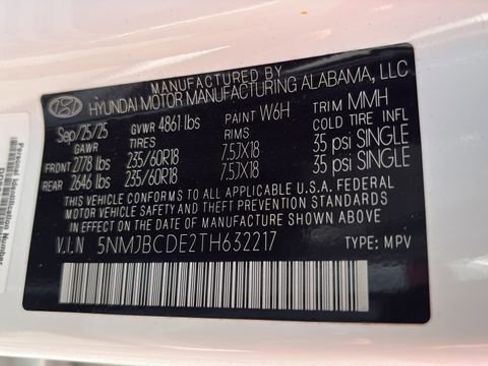 MANUFACTURED BY
HYUNDAI MOTOR MANUFACTURING ALABAMA, LLC
Sep/25/25 GVWR 4861 lbs PAINT W6H TRIM MMH
GAWR TIRES RIMS COLD TIRE INFL
FRONT 2778 lbs 235/60R18 7.5JX18 35 psi SINGLE
REAR 2646 lbs 235/60R18 7.5JX18 35 psi SINGLE
THIS VEHICLE CONFORMS TO ALL APPLICABLE U.S.A. FEDERAL
MOTOR VEHICLE SAFETY AND THEFT PREVENTION STANDARDS
IN EFFECT ON THE DATE OF MANUFACTURE SHOWN ABOVE.
V.I.N 5NMJBCDE2TH632217 TYPE: MPV
Personal Identification Number